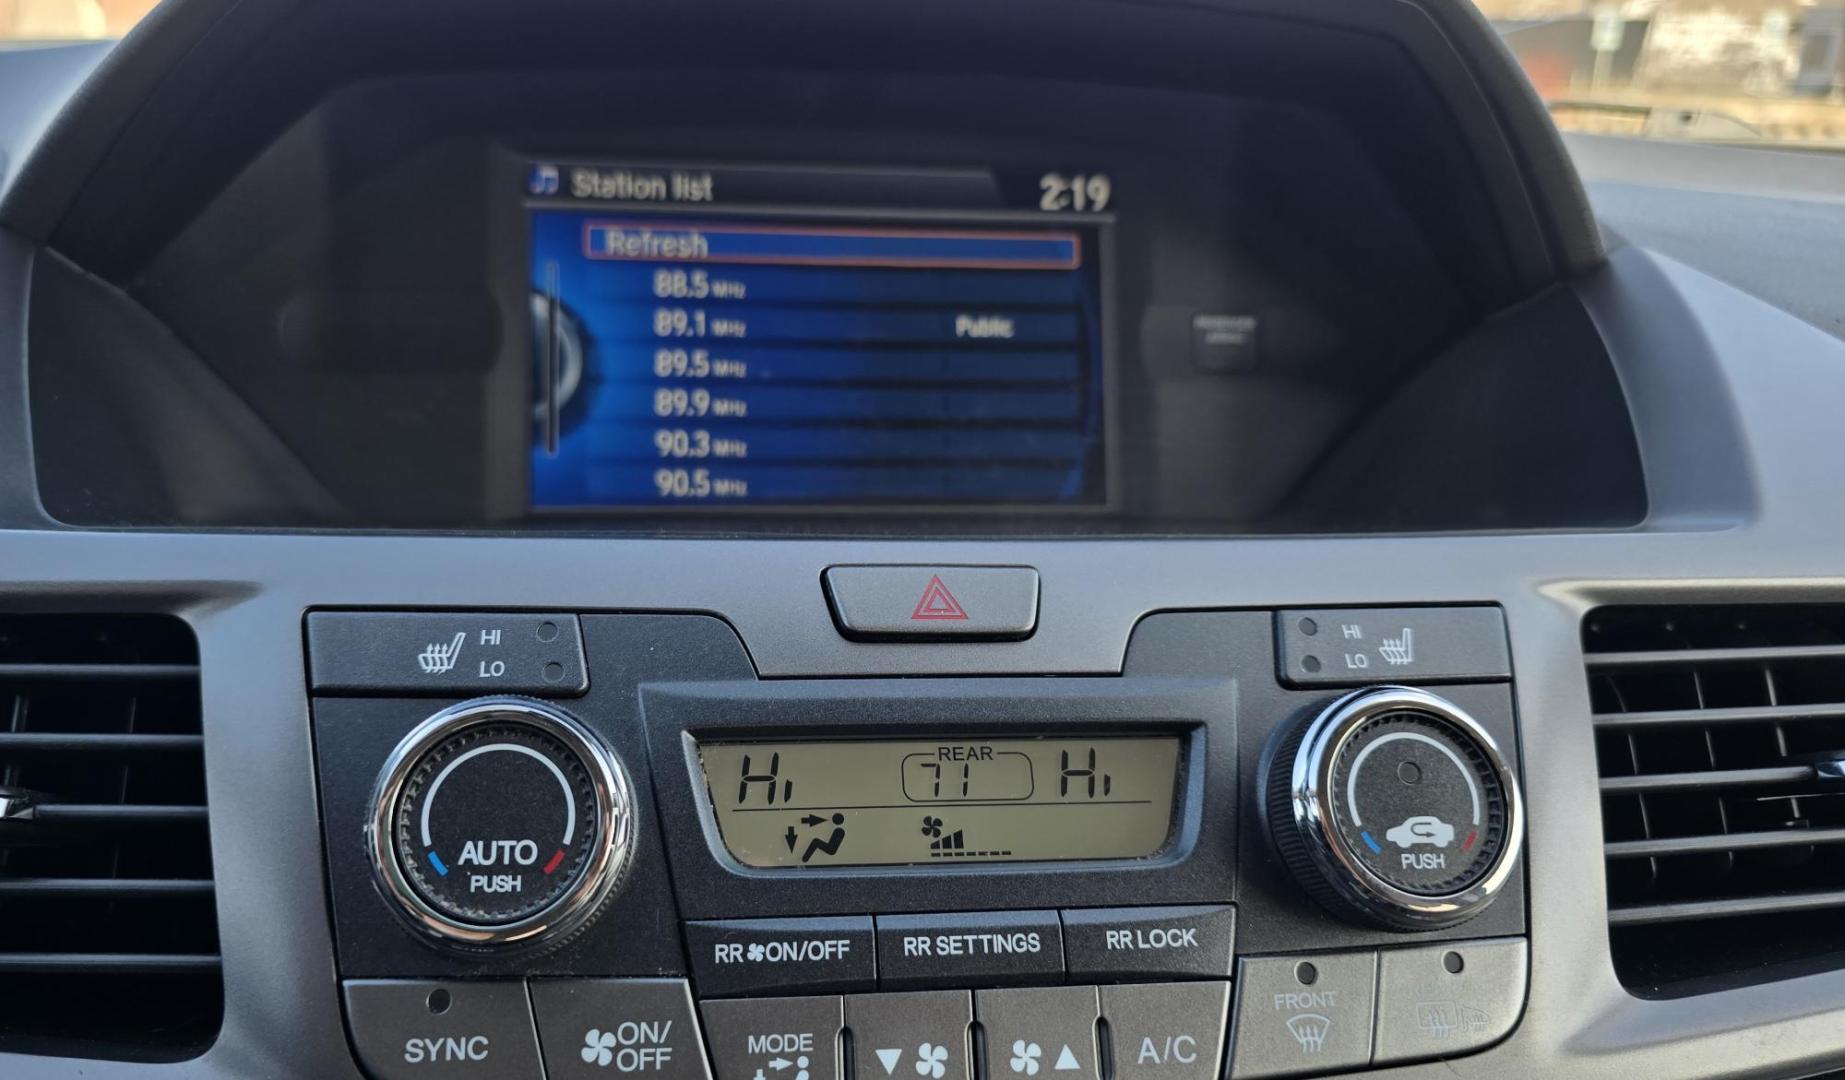 Station list 2:19
Refresh
88.5 MHz
89.1 MHz Public
89.5 MHz
89.9 MHz
90.3 MHz
90.5 MHz
HI
LO
HI
LO
REAR
Hi 71 Hi
AUTO
PUSH
PUSH
RR ON/OFF RR SETTINGS RR LOCK
FRONT
SYNC ON/
OFF MODE A/C